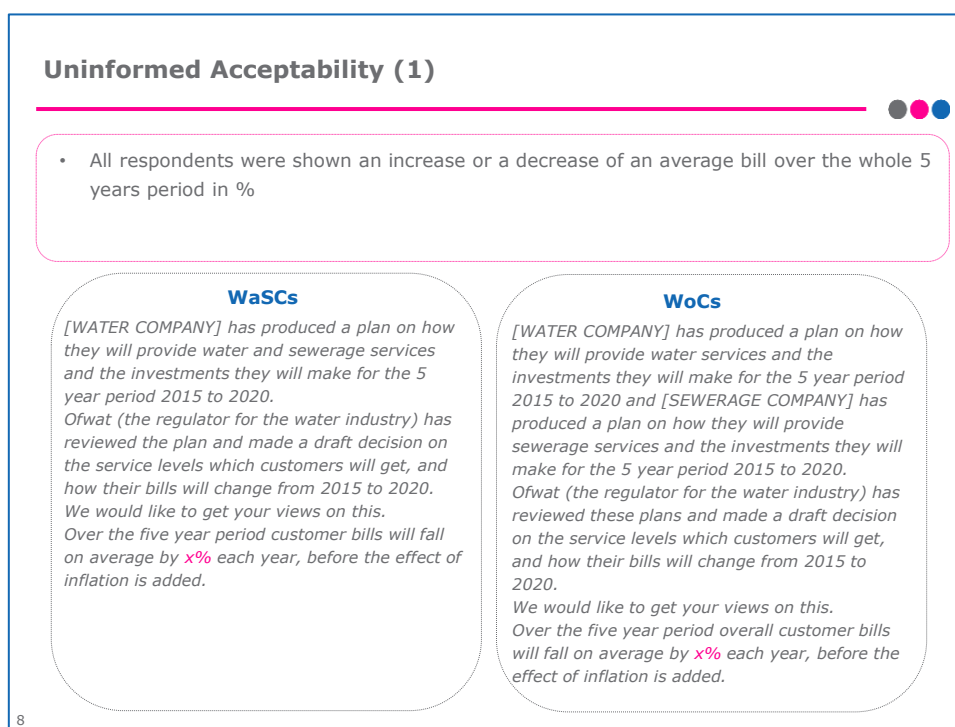 Uninformed Acceptability (1)
• All respondents were shown an increase or a decrease of an average bill over the whole 5
years period in %
WaSCs
[WATER COMPANY] has produced a plan on how
they will provide water and sewerage services
and the investments they will make for the 5
year period 2015 to 2020.
Ofwat (the regulator for the water industry) has
reviewed the plan and made a draft decision on
the service levels which customers will get, and
how their bills will change from 2015 to 2020.
We would like to get your views on this.
Over the five year period customer bills will fall
on average by x% each year, before the effect of
inflation is added.
WoCs
[WATER COMPANY] has produced a plan on how
they will provide water services and the
investments they will make for the 5 year period
2015 to 2020 and [SEWERAGE COMPANY] has
produced a plan on how they will provide
sewerage services and the investments they will
make for the 5 year period 2015 to 2020.
Ofwat (the regulator for the water industry) has
reviewed these plans and made a draft decision
on the service levels which customers will get,
and how their bills will change from 2015 to
2020.
We would like to get your views on this.
Over the five year period overall customer bills
will fall on average by x% each year, before the
effect of inflation is added.
8